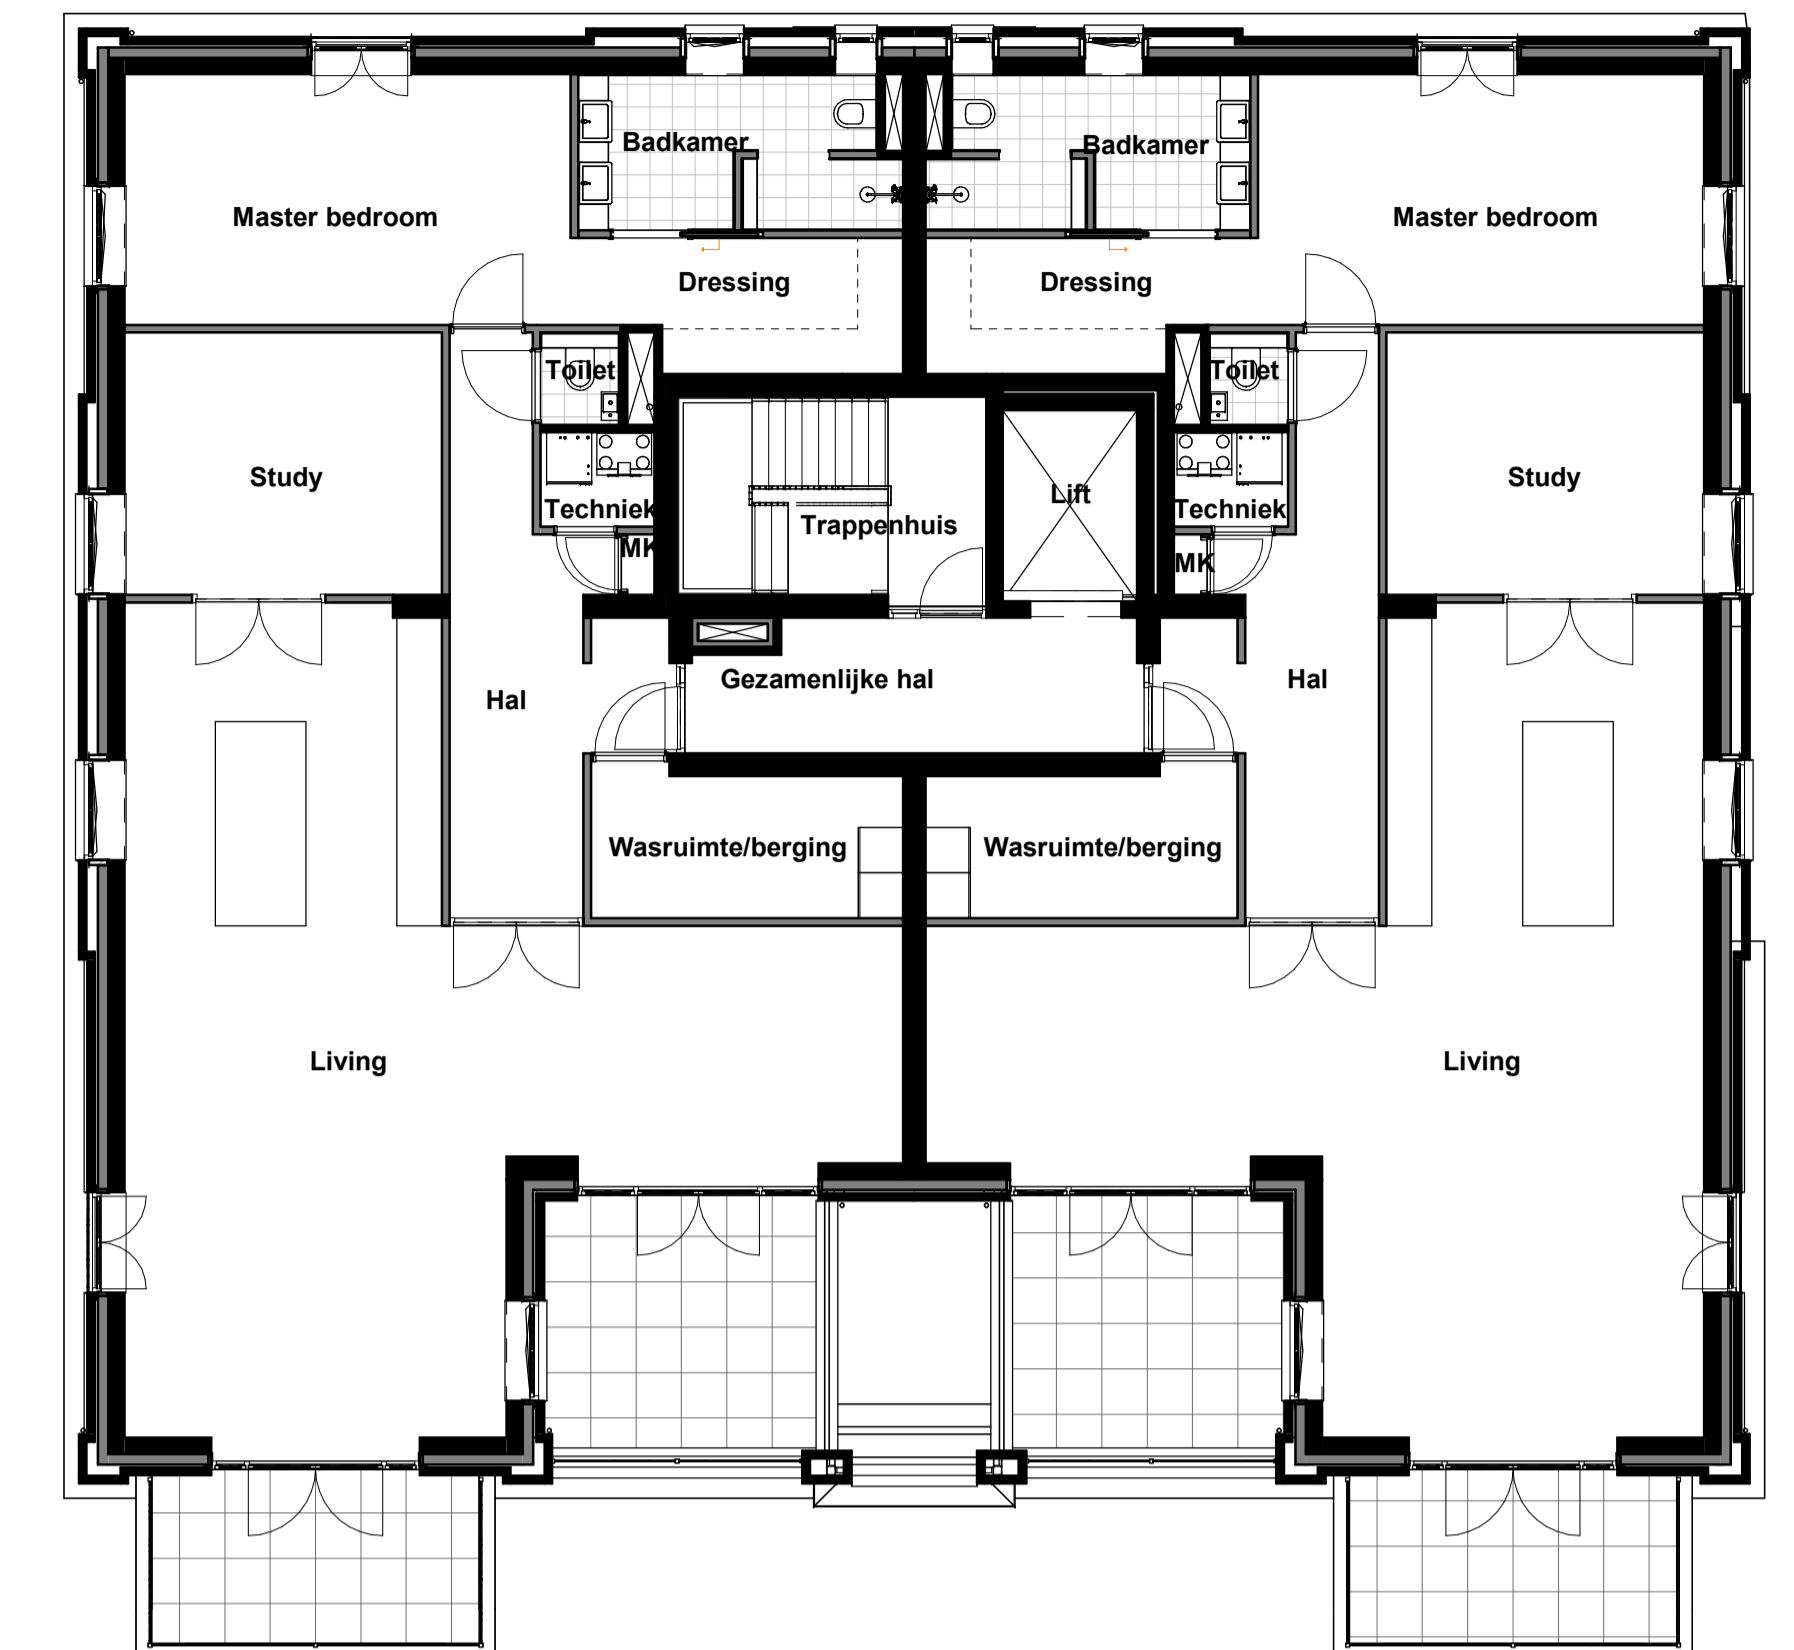 Badkamer
Badkamer
Master bedroom
Master bedroom
Dressing
Dressing
Toilet
Toilet
Study
Lift
Study
Techniek
Trappenhuis
Techniek
MK
MK
Hal
Gezamenlijke hal
Hal
Wasruimte/berging
Wasruimte/berging
Living
Living